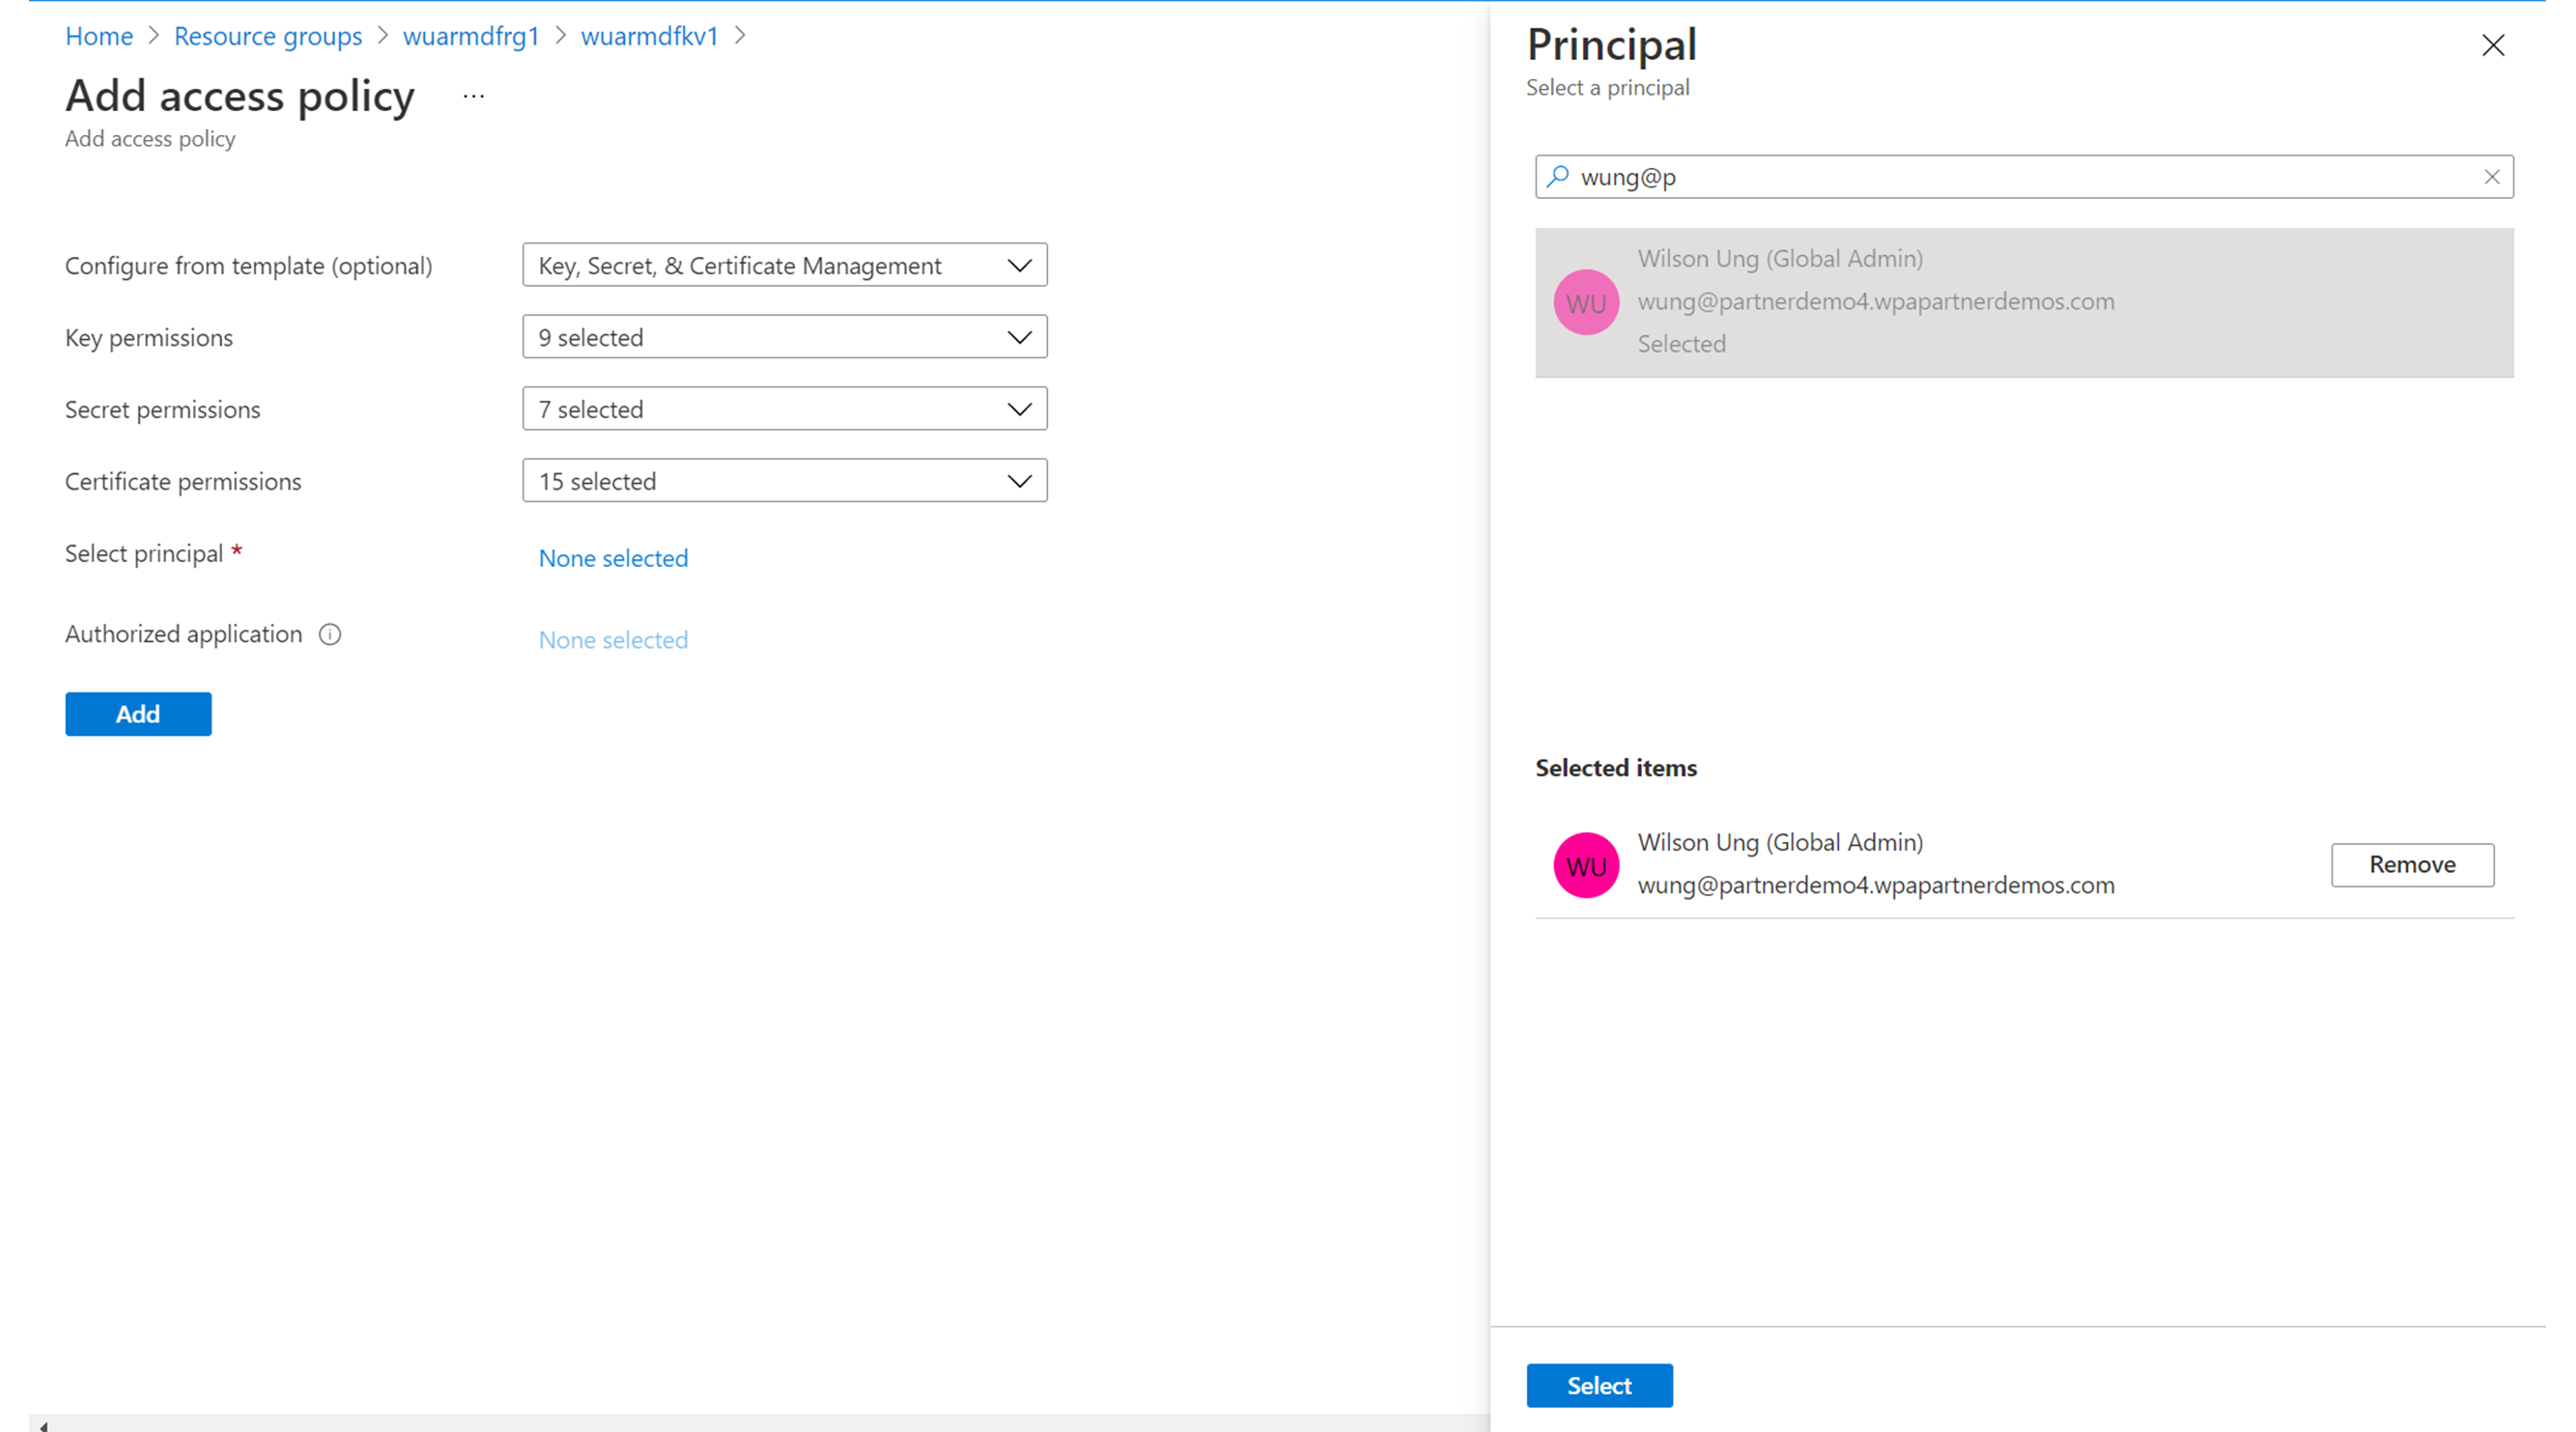 Home > Resource groups > wuarmdfrg1 > wuarmdfkv1 >
Add access policy ...
Add access policy
Configure from template (optional)
Key, Secret, & Certificate Management
Key permissions
9 selected
Secret permissions
7 selected
Certificate permissions
15 selected
Select principal *
None selected
Authorized application
None selected
Add
Principal
Select a principal
wung@p
WU
Wilson Ung (Global Admin)
wung@partnerdemo4.wpapartnerdemos.com
Selected
Selected items
WU
Wilson Ung (Global Admin)
wung@partnerdemo4.wpapartnerdemos.com
Remove
Select